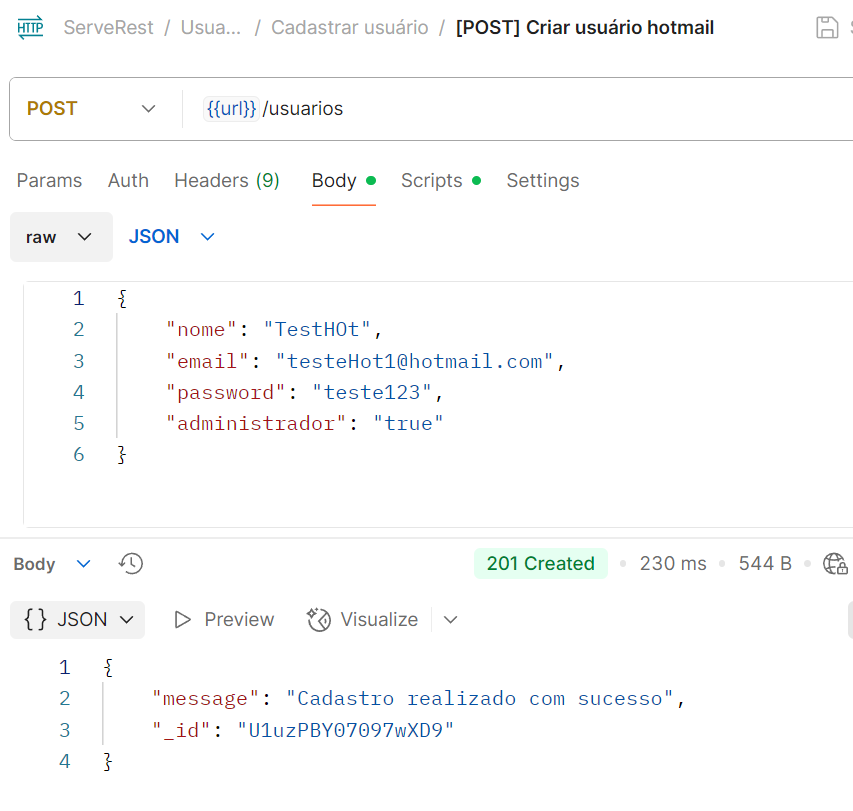 HTTP ServeRest / Usua... / Cadastrar usuário / [POST] Criar usuário hotmail
POST {{url}} /usuarios
Params Auth Headers (9) Body Scripts Settings
raw JSON
1 {
2 "nome": "TestHOt",
3 "email": "testeHot1@hotmail.com",
4 "password": "teste123",
5 "administrador": "true"
6 }
Body 201 Created 230 ms 544 B
{} JSON Preview Visualize
1 {
2 "message": "Cadastro realizado com sucesso",
3 "_id": "U1uzPBY07097wXD9"
4 }